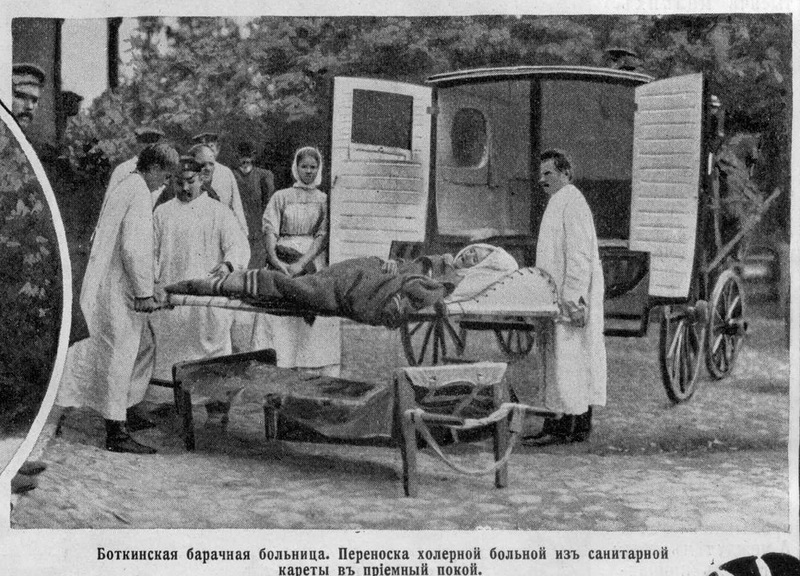 Боткинская барачная больница. Переноска холерной больной изъ санитарной
кареты въ пріемный покой.